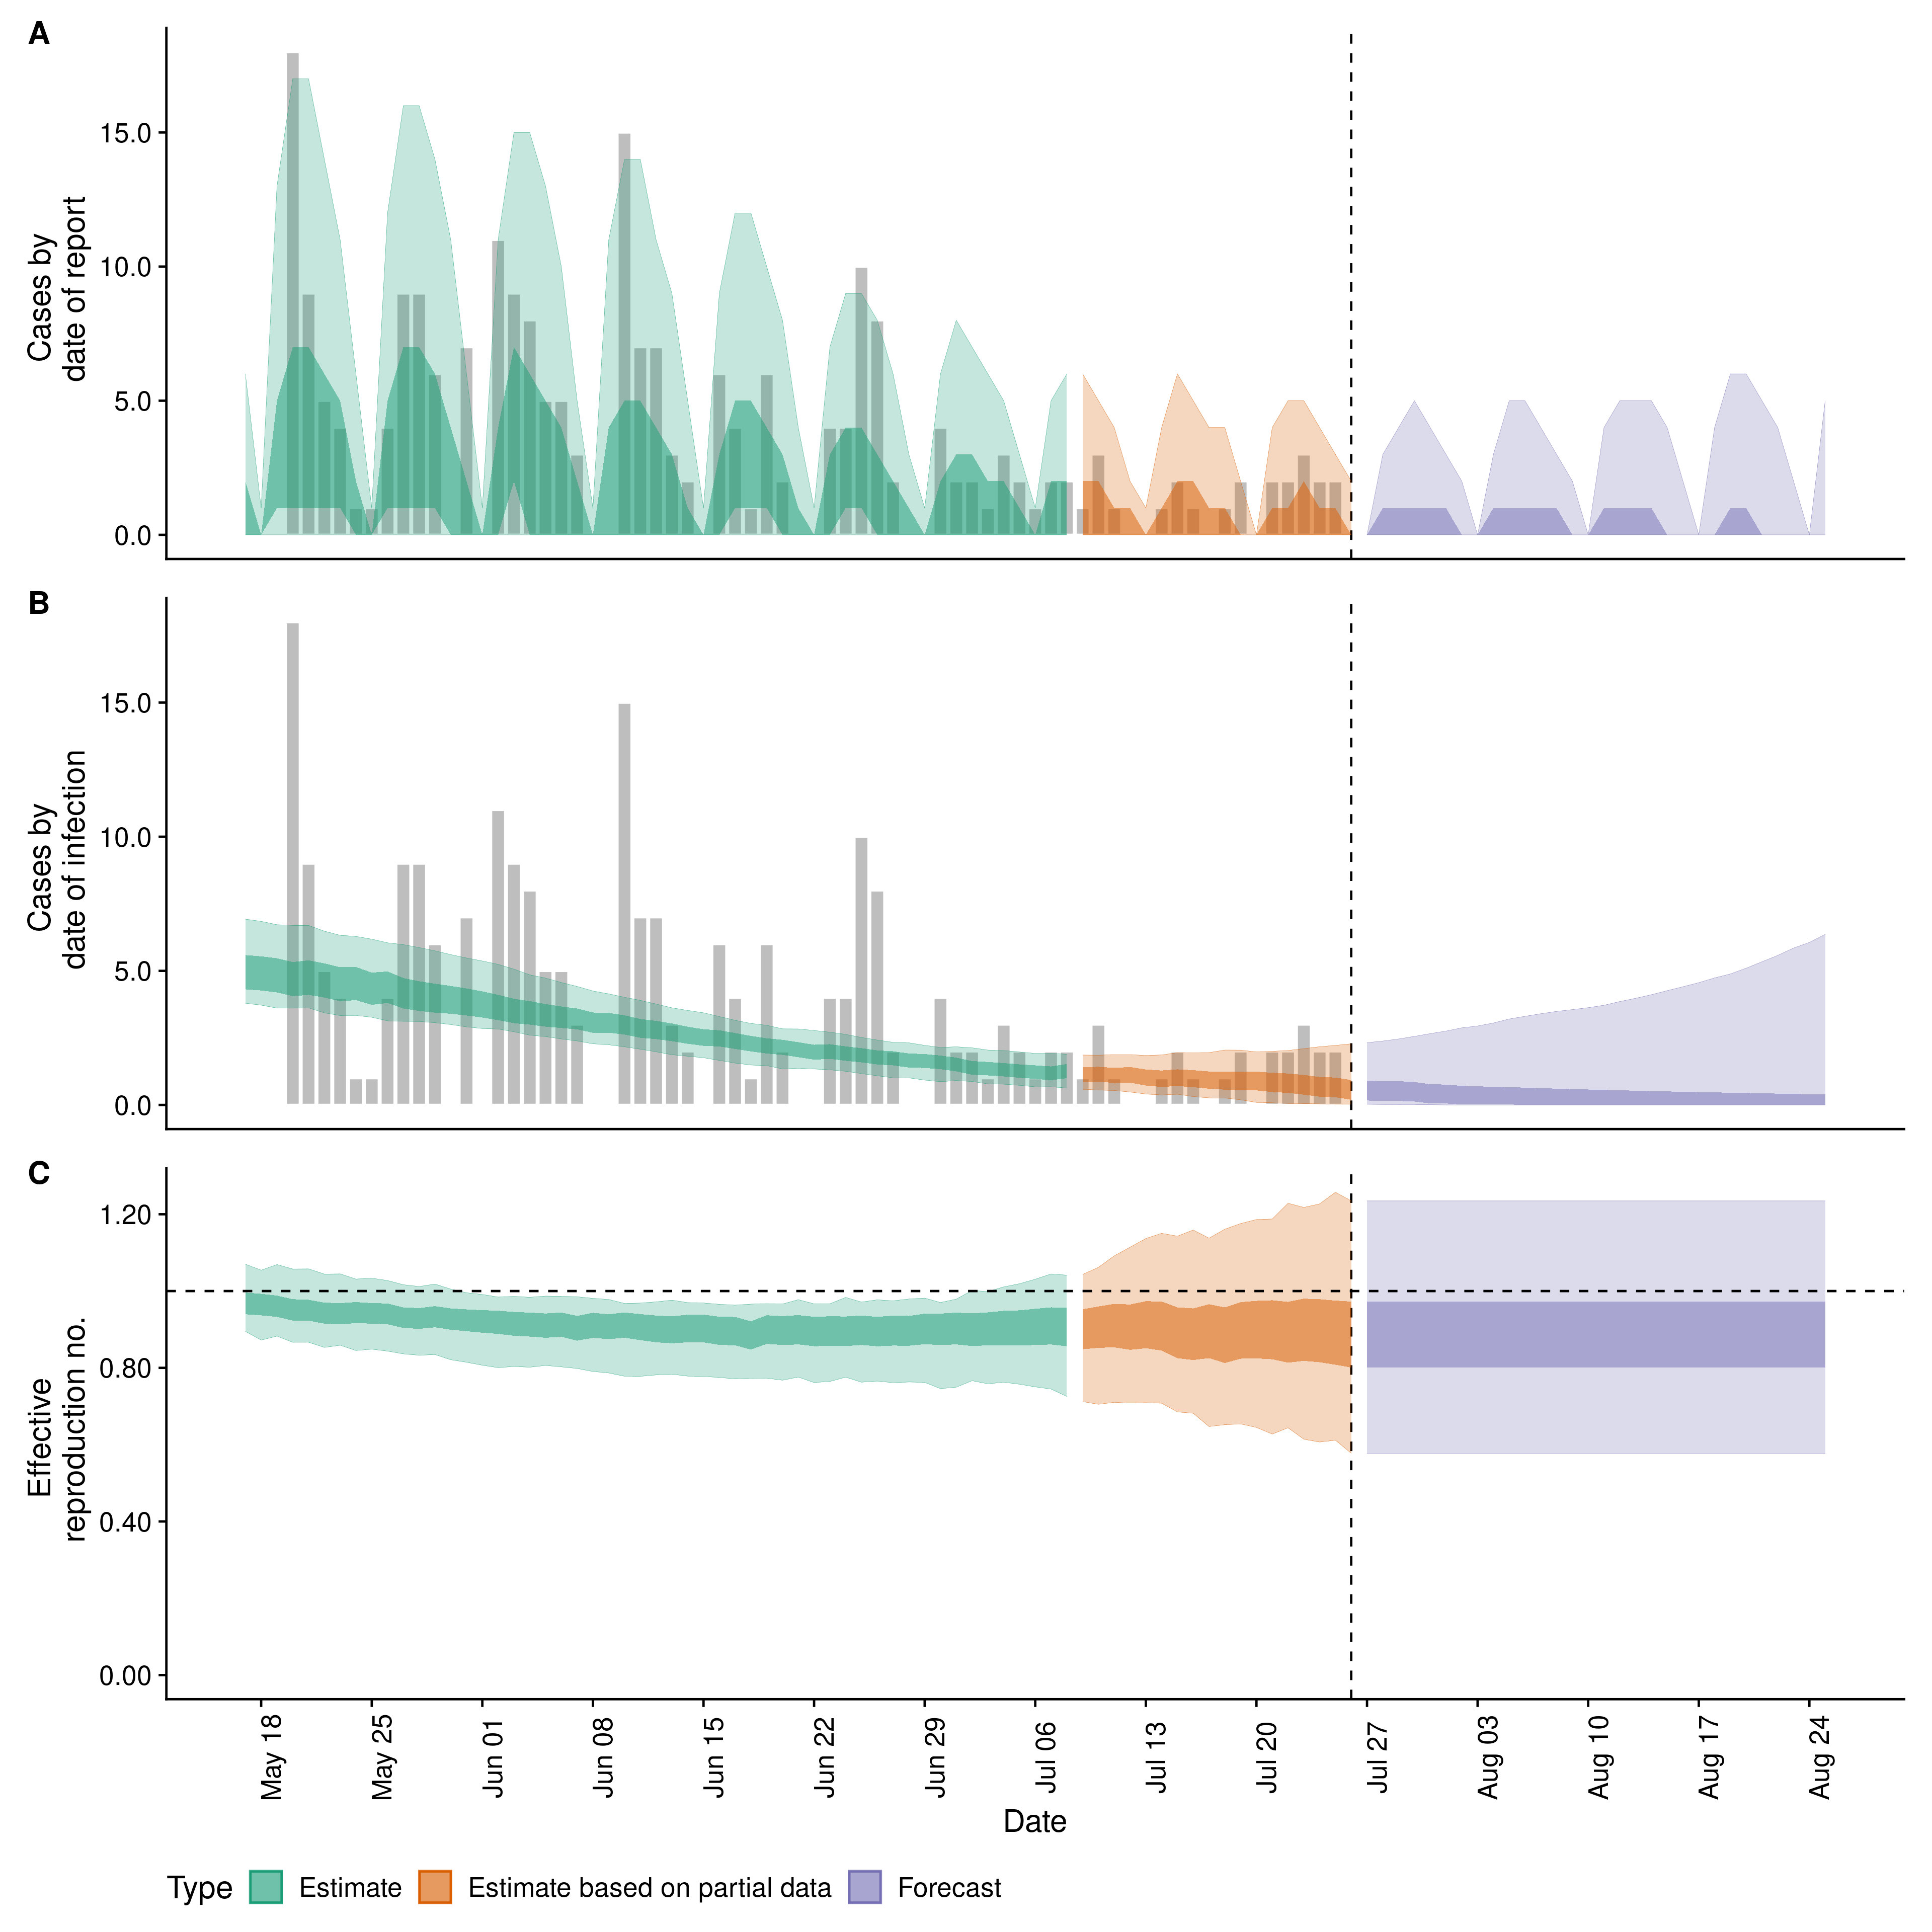 A
Cases by
date of report
15.0
10.0
5.0
0.0
B
Cases by
date of infection
15.0
10.0
5.0
0.0
C
Effective
reproduction no.
1.20
0.80
0.40
0.00
May 18
May 25
Jun 01
Jun 08
Jun 15
Jun 22
Jun 29
Jul 06
Jul 13
Jul 20
Jul 27
Aug 03
Aug 10
Aug 17
Aug 24
Date
Type Estimate Estimate based on partial data Forecast